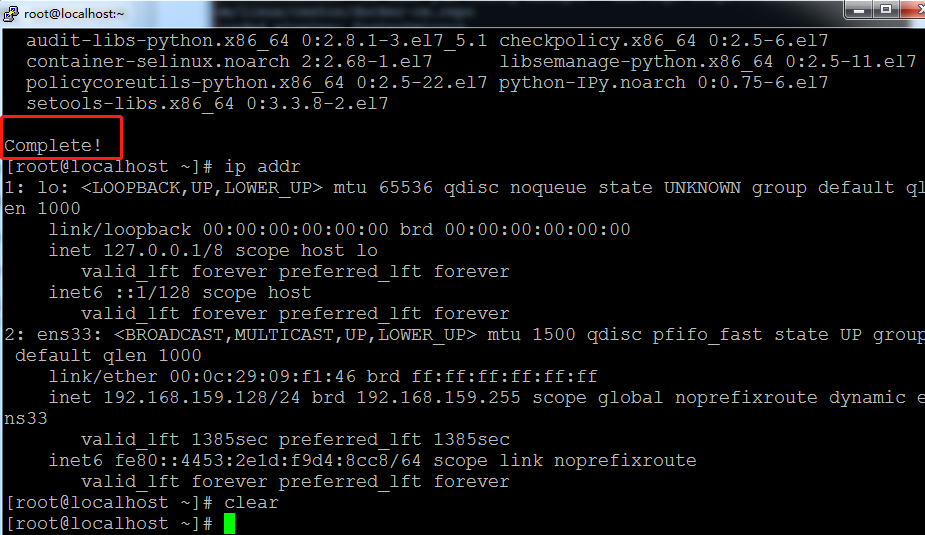 root@localhost:~
audit-libs-python.x86_64 0:2.8.1-3.el7_5.1 checkpolicy.x86_64 0:2.5-6.el7
container-selinux.noarch 2:2.68-1.el7 libsemanage-python.x86_64 0:2.5-11.el7
policycoreutils-python.x86_64 0:2.5-22.el7 python-IPy.noarch 0:0.75-6.el7
setools-libs.x86_64 0:3.3.8-2.el7
Complete!
[root@localhost ~]# ip addr
1: lo: <LOOPBACK,UP,LOWER_UP> mtu 65536 qdisc noqueue state UNKNOWN group default ql
en 1000
link/loopback 00:00:00:00:00:00 brd 00:00:00:00:00:00
inet 127.0.0.1/8 scope host lo
valid_lft forever preferred_lft forever
inet6 ::1/128 scope host
valid_lft forever preferred_lft forever
2: ens33: <BROADCAST,MULTICAST,UP,LOWER_UP> mtu 1500 qdisc pfifo_fast state UP group
default qlen 1000
link/ether 00:0c:29:09:f1:46 brd ff:ff:ff:ff:ff:ff
inet 192.168.159.128/24 brd 192.168.159.255 scope global noprefixroute dynamic e
ns33
valid_lft 1385sec preferred_lft 1385sec
inet6 fe80::4453:2e1d:f9d4:8cc8/64 scope link noprefixroute
valid_lft forever preferred_lft forever
[root@localhost ~]# clear
[root@localhost ~]#